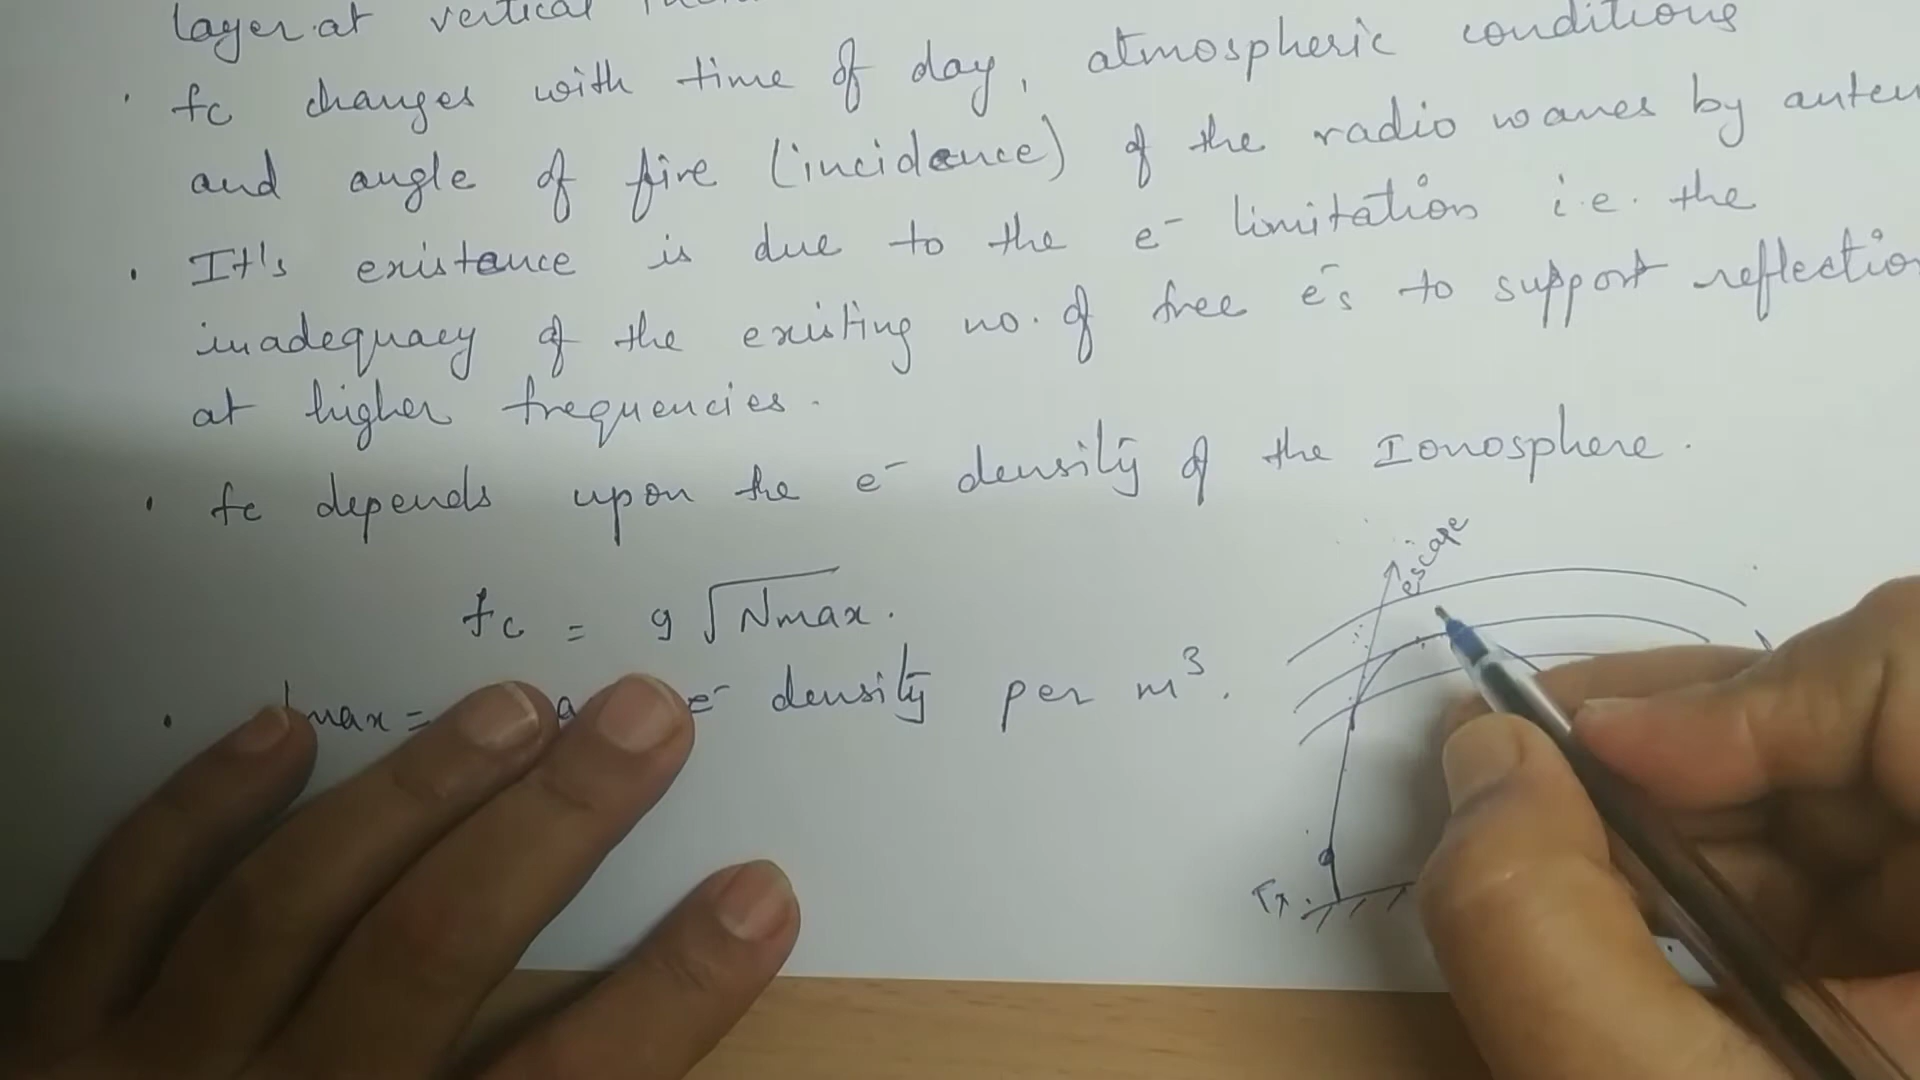 layer at vertical
· fc changes with time of day, atmospheric conditions
and angle of fire (incidence) of the radio waves by
· It's existence is due to the e⁻ limitation i.e. the
inadequacy of the existing no. of free e⁻s to support reflection
at higher frequencies.
· fc depends upon the e⁻ density of the Ionosphere.
escape
fc = 9 √Nmax.
· max = e⁻ density per m³.
Tx.